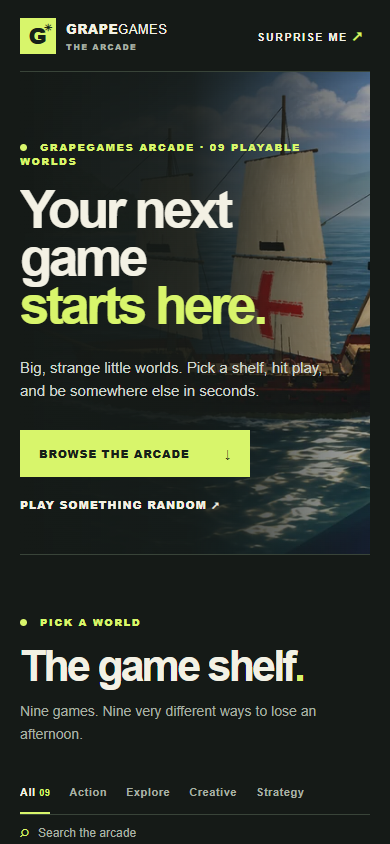 G*
GRAPEGAMES
THE ARCADE
SURPRISE ME ↗
GRAPEGAMES ARCADE · 09 PLAYABLE
WORLDS
Your next
game
starts here.
Big, strange little worlds. Pick a shelf, hit play,
and be somewhere else in seconds.
BROWSE THE ARCADE ↓
PLAY SOMETHING RANDOM ↗
PICK A WORLD
The game shelf.
Nine games. Nine very different ways to lose an
afternoon.
All 09 Action Explore Creative Strategy
Search the arcade